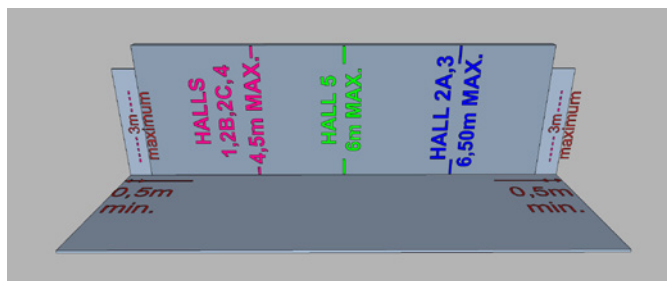 HALLS
1,2B,2C,4
4,5m MAX.
HALL 5
6m MAX.
HALL 2A,3
6,50m MAX.
3m
maximum
3m
maximum
0,5m
min.
0,5m
min.